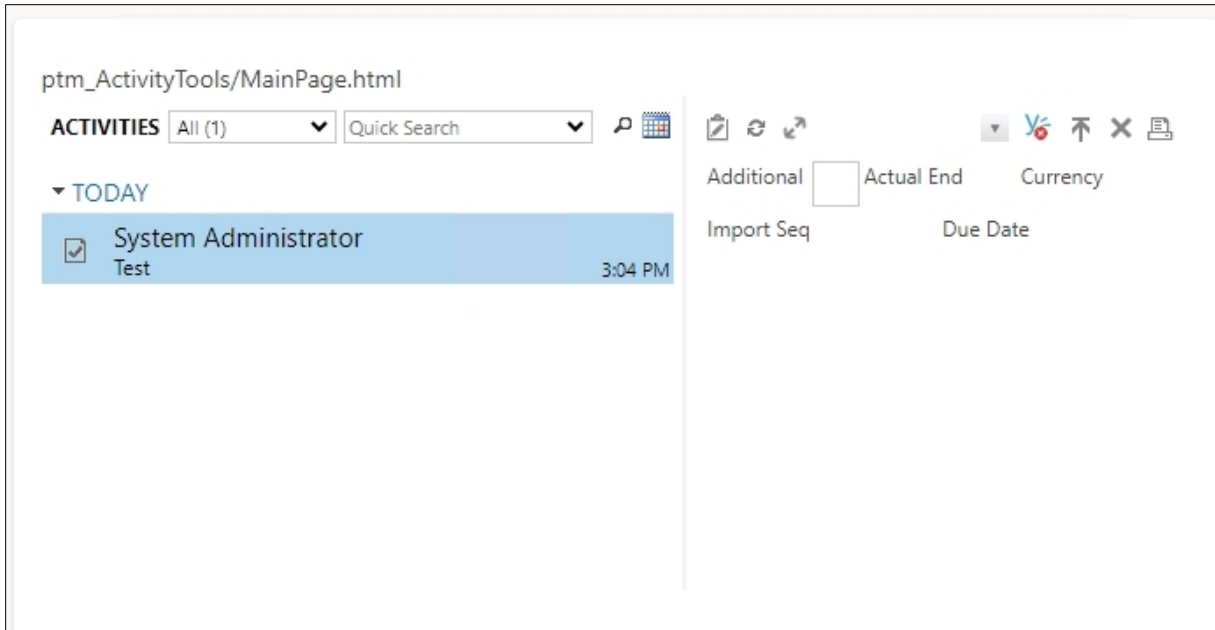 ptm_ActivityTools/MainPage.html
ACTIVITIES All (1) Quick Search
TODAY
System Administrator
Test 3:04 PM
Additional Actual End Currency
Import Seq Due Date